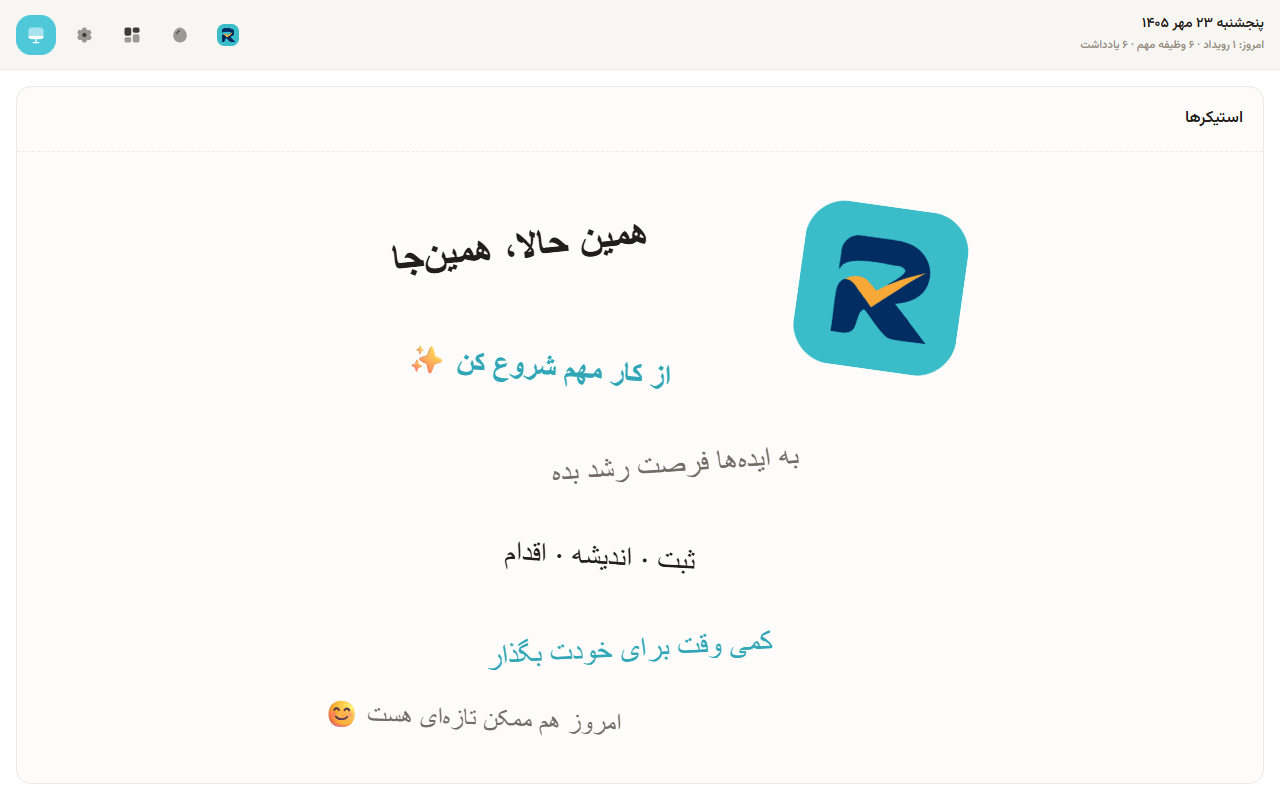 پنجشنبه ۲۳ مهر ۱۴۰۵
امروز: ۱ رویداد · ۶ وظیفه مهم · ۶ یادداشت
استیکرها
همین حالا، همین‌جا
از کار مهم شروع کن ✨
به ایده‌ها فرصت رشد بده
ثبت · اندیشه · اقدام
کمی وقت برای خودت بگذار
امروز هم ممکن تازه‌ای هست 😊